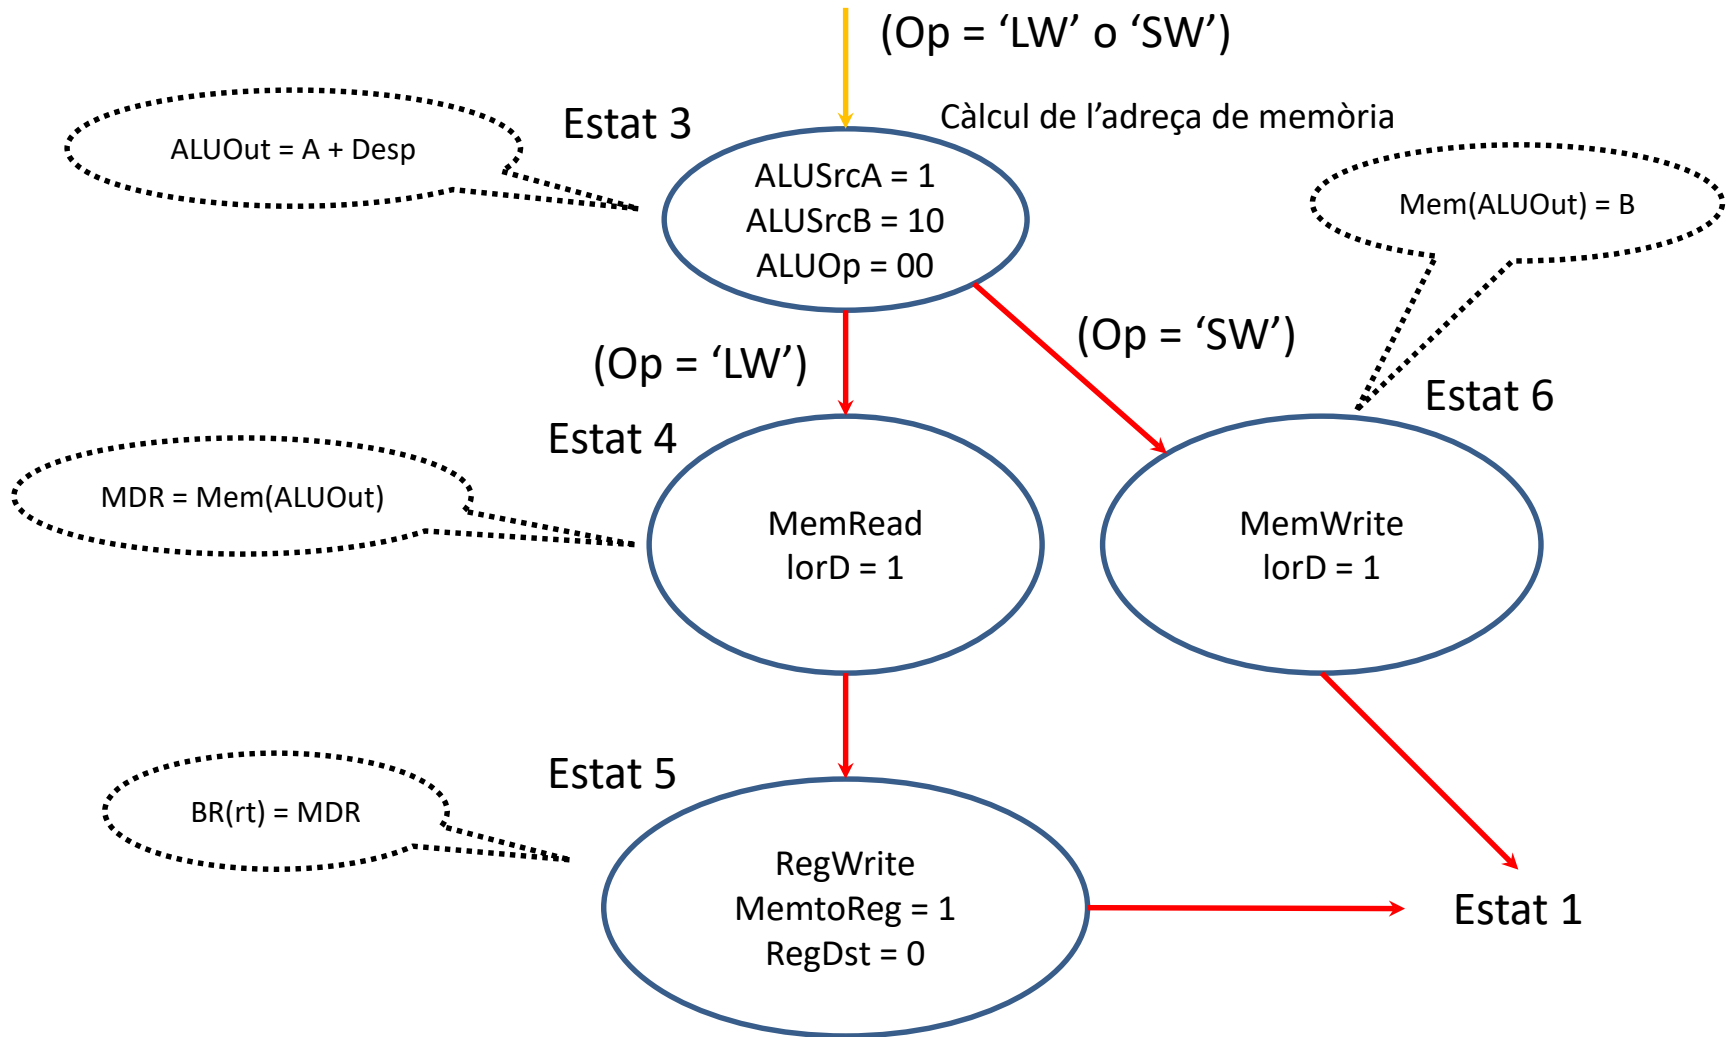 (Op = ‘LW’ o ‘SW’)
Estat 3
Càlcul de l’adreça de memòria
ALUOut = A + Desp
ALUSrcA = 1
ALUSrcB = 10
ALUOp = 00
Mem(ALUOut) = B
(Op = ‘LW’)
(Op = ‘SW’)
Estat 4
Estat 6
MDR = Mem(ALUOut)
MemRead
IorD = 1
MemWrite
IorD = 1
Estat 5
BR(rt) = MDR
RegWrite
MemtoReg = 1
RegDst = 0
Estat 1